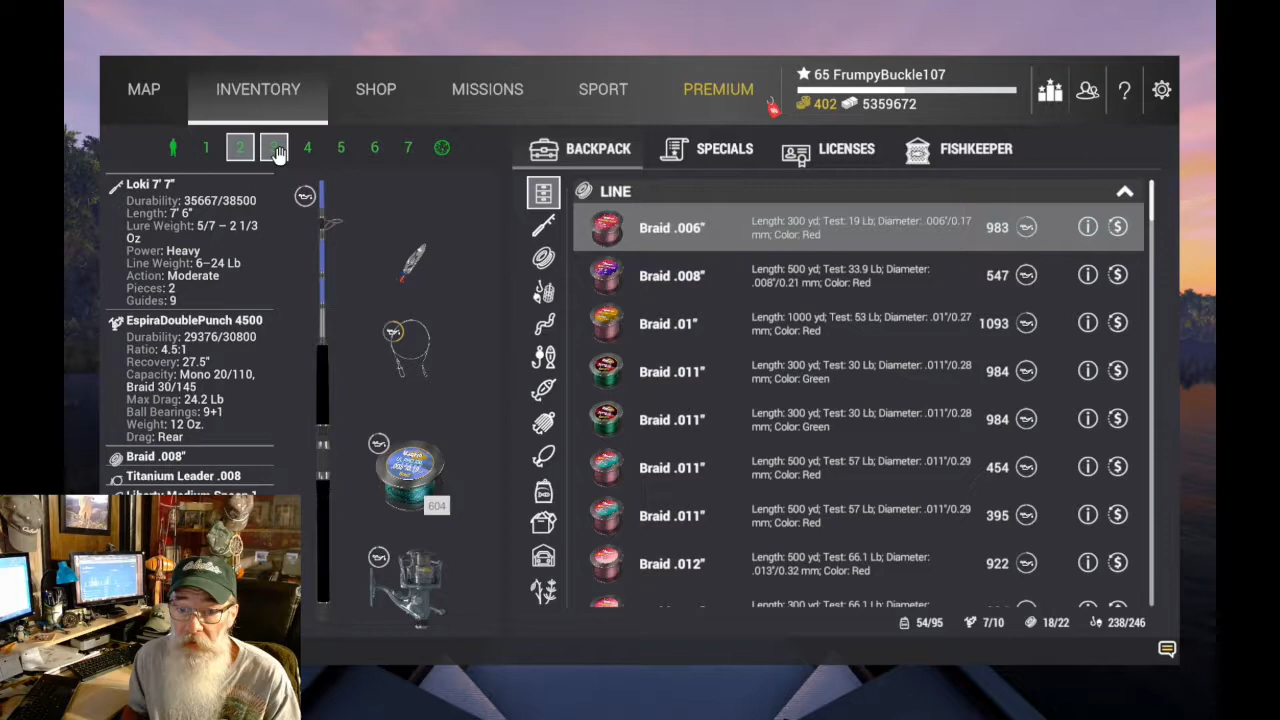 MAP
INVENTORY
SHOP
MISSIONS
SPORT
PREMIUM
65 FrumpyBuckle107
402 5359672
?
1 2 3 4 5 6 7
BACKPACK
SPECIALS
LICENSES
FISHKEEPER
Loki 7' 7"
Durability: 35667/38500
Length: 7' 6"
Lure Weight: 5/7 – 2 1/3
Oz
Power: Heavy
Line Weight: 6–24 Lb
Action: Moderate
Pieces: 2
Guides: 9
EspiraDoublePunch 4500
Durability: 29376/30800
Ratio: 4.5:1
Recovery: 27.5"
Capacity: Mono 20/110,
Braid 30/145
Max Drag: 24.2 Lb
Ball Bearings: 9+1
Weight: 12 Oz.
Drag: Rear
Braid .008"
Titanium Leader .008
604
LINE
Braid .006"
Length: 300 yd; Test: 19 Lb; Diameter: .006"/0.17
mm; Color: Red
983
Braid .008"
Length: 500 yd; Test: 33.9 Lb; Diameter:
.008"/0.21 mm; Color: Red
547
Braid .01"
Length: 1000 yd; Test: 53 Lb; Diameter: .01"/0.27
mm; Color: Red
1093
Braid .011"
Length: 300 yd; Test: 30 Lb; Diameter: .011"/0.28
mm; Color: Green
984
Braid .011"
Length: 300 yd; Test: 30 Lb; Diameter: .011"/0.28
mm; Color: Green
984
Braid .011"
Length: 500 yd; Test: 57 Lb; Diameter: .011"/0.29
mm; Color: Red
454
Braid .011"
Length: 500 yd; Test: 57 Lb; Diameter: .011"/0.29
mm; Color: Red
395
Braid .012"
Length: 500 yd; Test: 66.1 Lb; Diameter:
.013"/0.32 mm; Color: Red
922
54/95
7/10
18/22
238/246